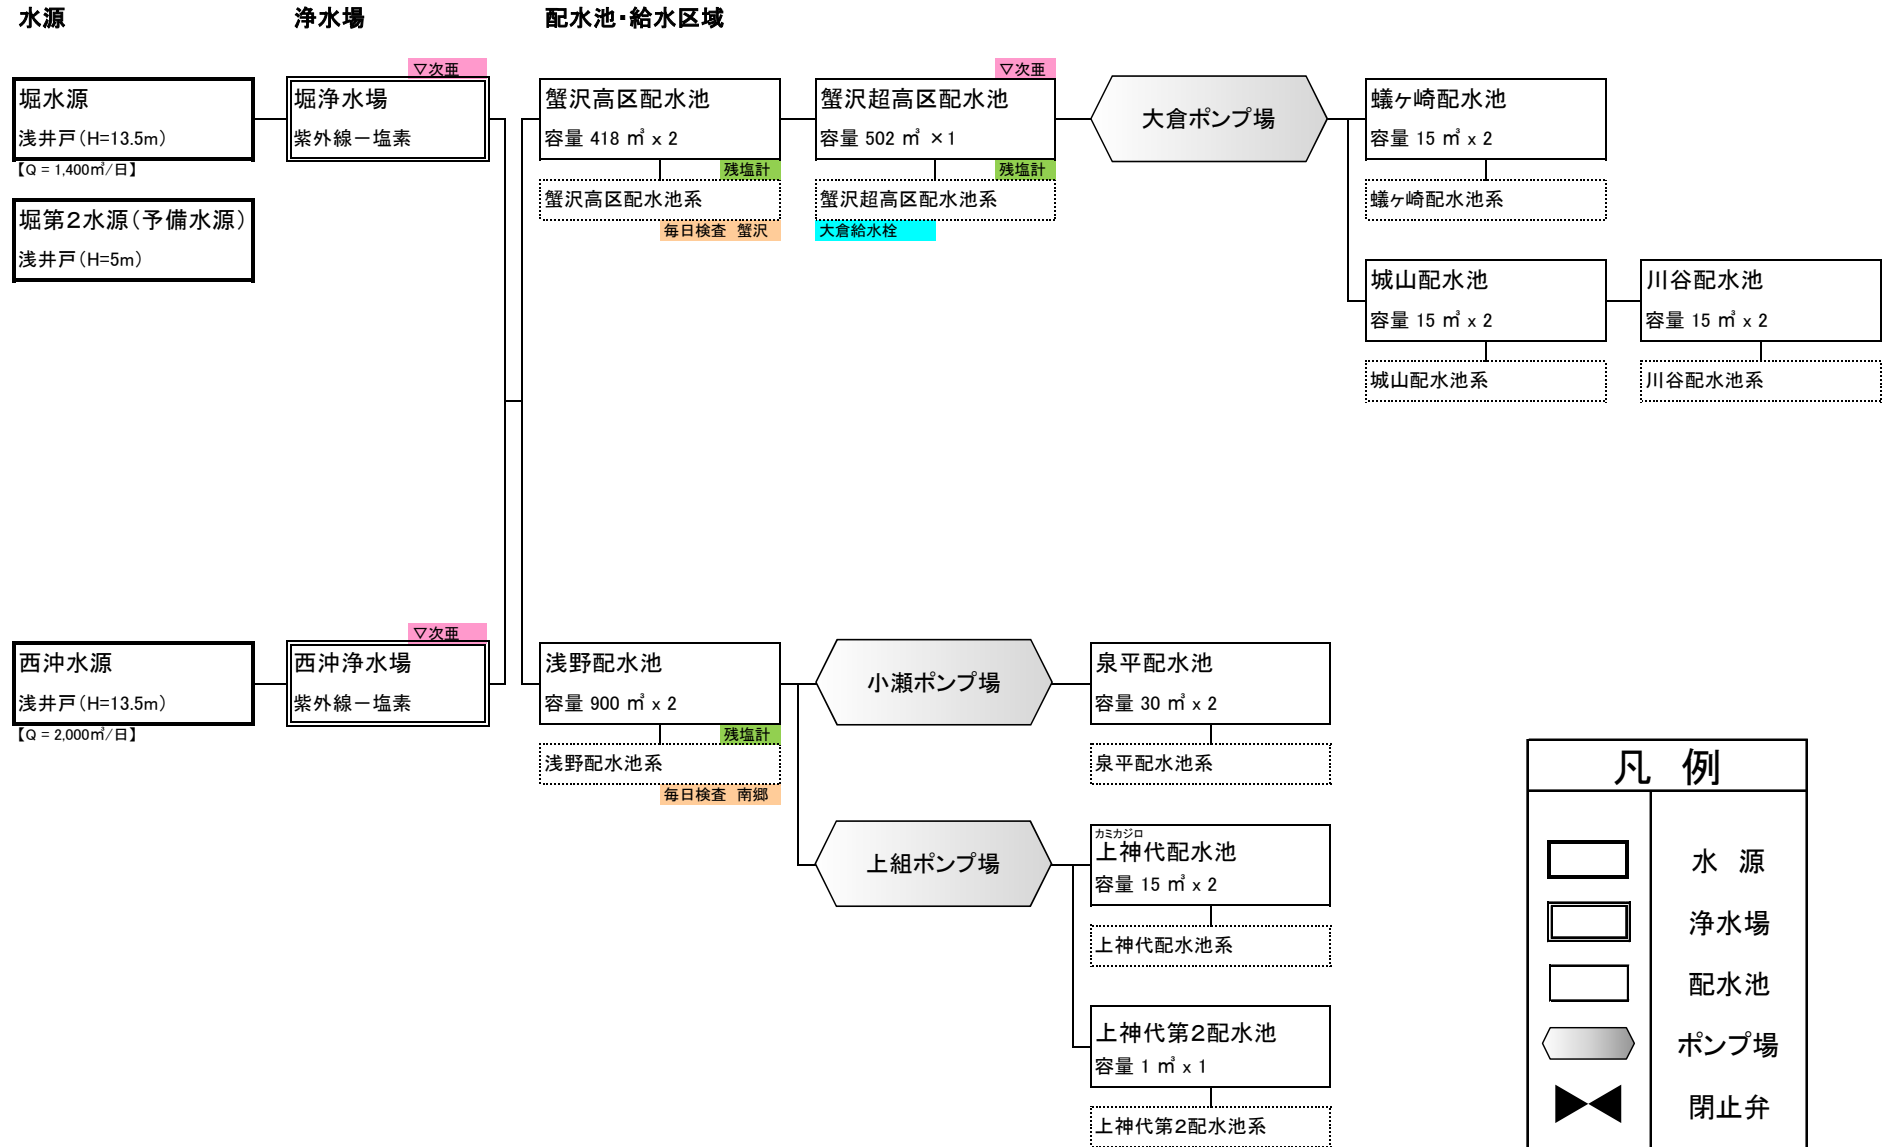 水源
浄水場
配水池・給水区域
▽次亜
堀水源
浅井戸(H=13.5m)
【Q = 1,400㎥/日】
堀浄水場
紫外線－塩素
蟹沢高区配水池
容量 418 ㎥ x 2
残塩計
蟹沢高区配水池系
毎日検査 蟹沢
▽次亜
蟹沢超高区配水池
容量 502 ㎥ ×1
残塩計
蟹沢超高区配水池系
大倉給水栓
大倉ポンプ場
蟻ヶ崎配水池
容量 15 ㎥ x 2
蟻ヶ崎配水池系
堀第2水源(予備水源)
浅井戸(H=5m)
城山配水池
容量 15 ㎥ x 2
城山配水池系
川谷配水池
容量 15 ㎥ x 2
川谷配水池系
▽次亜
西沖水源
浅井戸(H=13.5m)
【Q = 2,000㎥/日】
西沖浄水場
紫外線－塩素
浅野配水池
容量 900 ㎥ x 2
残塩計
浅野配水池系
毎日検査 南郷
小瀬ポンプ場
泉平配水池
容量 30 ㎥ x 2
泉平配水池系
上組ポンプ場
カミカジロ
上神代配水池
容量 15 ㎥ x 2
上神代配水池系
上神代第2配水池
容量 1 ㎥ x 1
上神代第2配水池系
凡 例
水 源
浄水場
配水池
ポンプ場
閉止弁